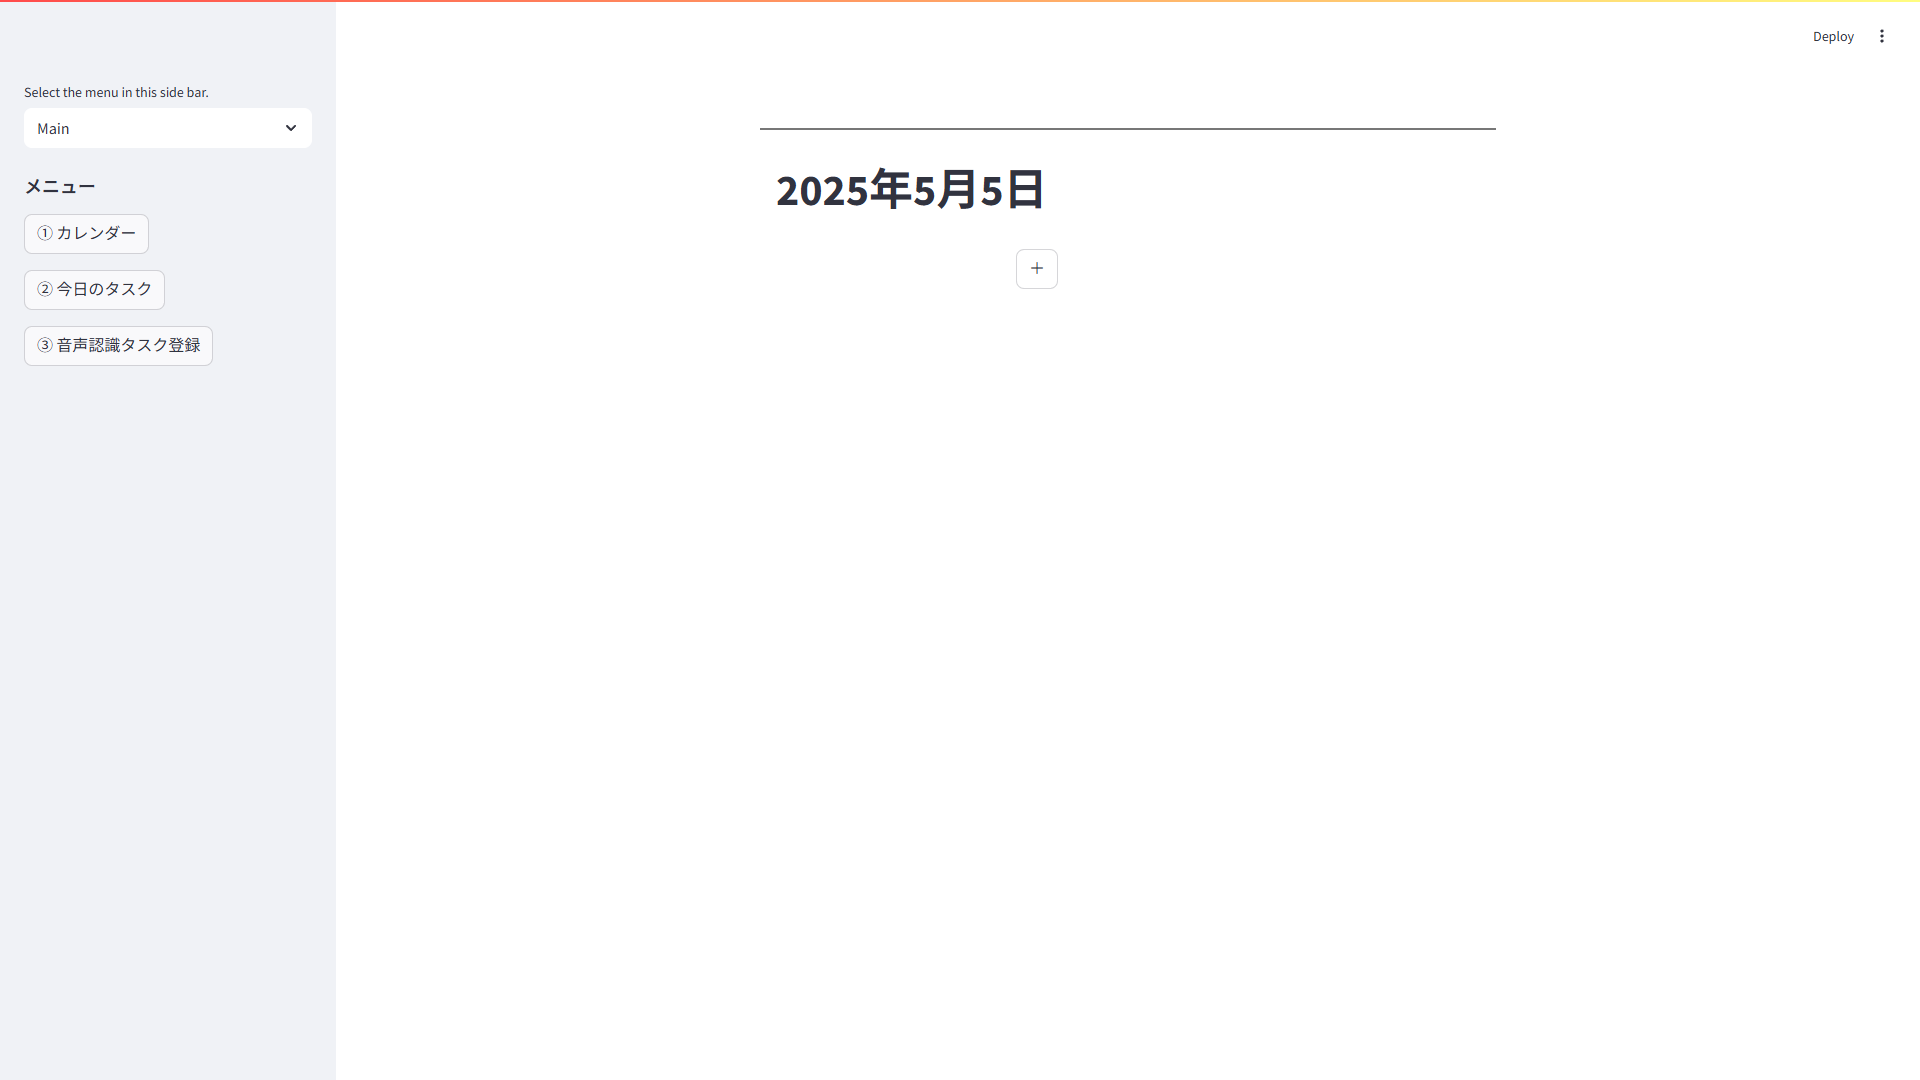 Deploy
Select the menu in this side bar.
Main
メニュー
① カレンダー
② 今日のタスク
③ 音声認識タスク登録
2025年5月5日
+